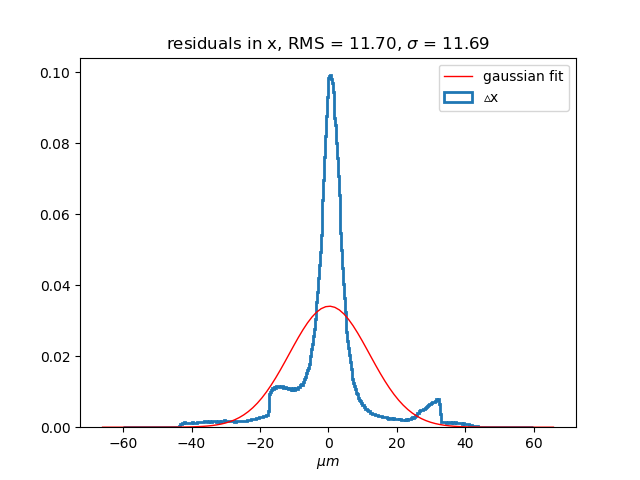 residuals in x, RMS = 11.70, σ = 11.69
gaussian fit
△x
0.10
0.08
0.06
0.04
0.02
0.00
−60 −40 −20 0 20 40 60
μm